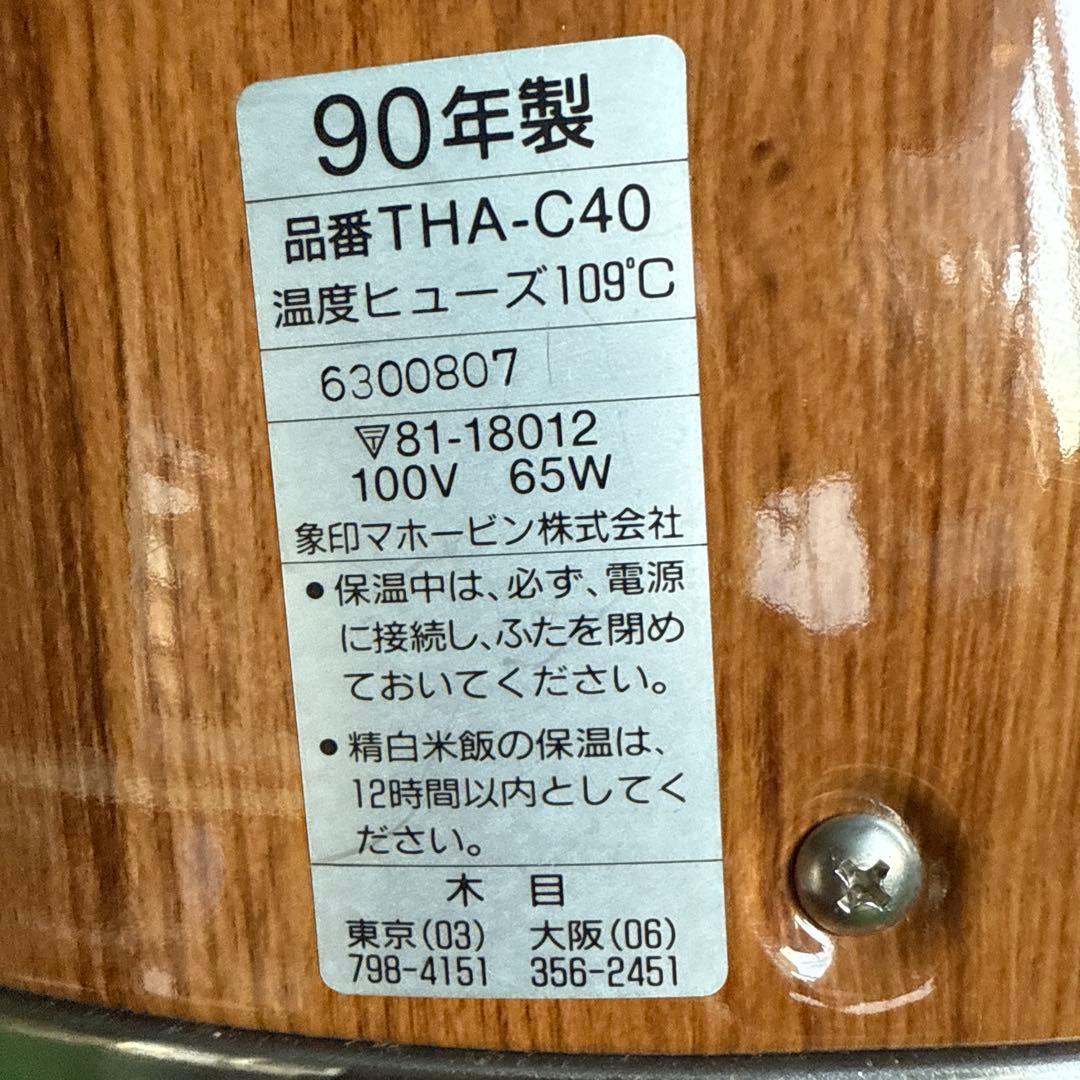 90年製
品番THA-C40
温度ヒューズ109℃
6300807
81-18012
100V 65W
象印マホービン株式会社
●保温中は、必ず、電源
に接続し、ふたを閉め
ておいてください。
●精白米飯の保温は、
12時間以内としてく
ださい。
木目
東京(03) 大阪(06)
798-4151 356-2451